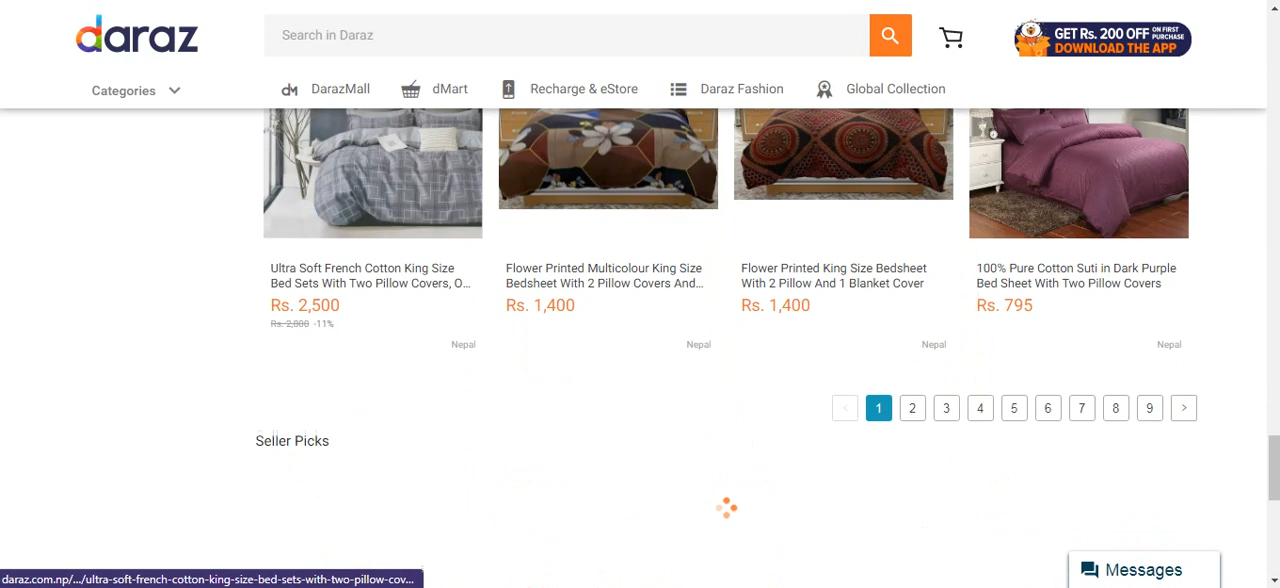 daraz
Search in Daraz
GET Rs. 200 OFF ON FIRST PURCHASE
DOWNLOAD THE APP
Categories
DarazMall
dMart
Recharge & eStore
Daraz Fashion
Global Collection
Ultra Soft French Cotton King Size
Bed Sets With Two Pillow Covers, O...
Rs. 2,500
Rs. 2,800 -11%
Nepal
Flower Printed Multicolour King Size
Bedsheet With 2 Pillow Covers And...
Rs. 1,400
Nepal
Flower Printed King Size Bedsheet
With 2 Pillow And 1 Blanket Cover
Rs. 1,400
Nepal
100% Pure Cotton Suti in Dark Purple
Bed Sheet With Two Pillow Covers
Rs. 795
Nepal
< 1 2 3 4 5 6 7 8 9 >
Seller Picks
Messages
daraz.com.np/.../ultra-soft-french-cotton-king-size-bed-sets-with-two-pillow-cov...